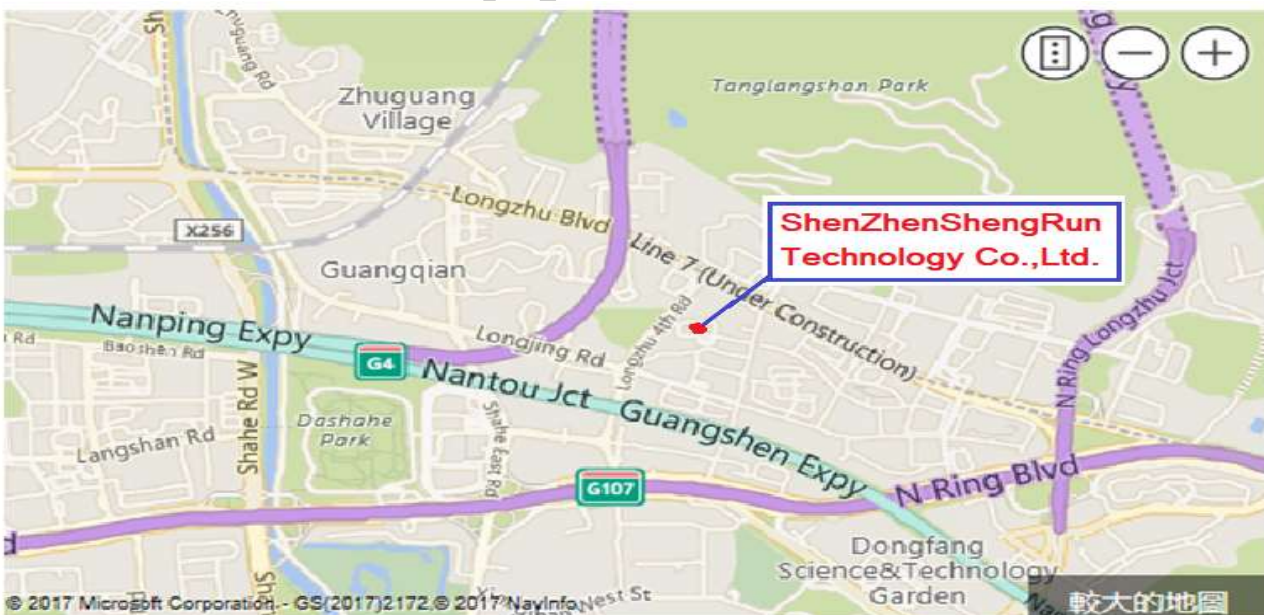 Zhuguang
Village
Tanglangshan Park
Longzhu Blvd
X256
ShenZhenShengRun
Technology Co.,Ltd.
Line 7 (Under Construction)
Guangqian
Nanping Expy
Baoshen Rd
Longjing Rd
Longzhu 4th Rd
N Ring Longzhu Jct
G4
Nantou Jct
Guangshen Expy
Dashahe
Park
Shahe Rd W
Shahe East Rd
Langshan Rd
G107
N Ring Blvd
Dongfang
Science&Technology
Garden
© 2017 Microsoft Corporation - GS(2017)2172 © 2017 NavInfo
West St
較大的地圖